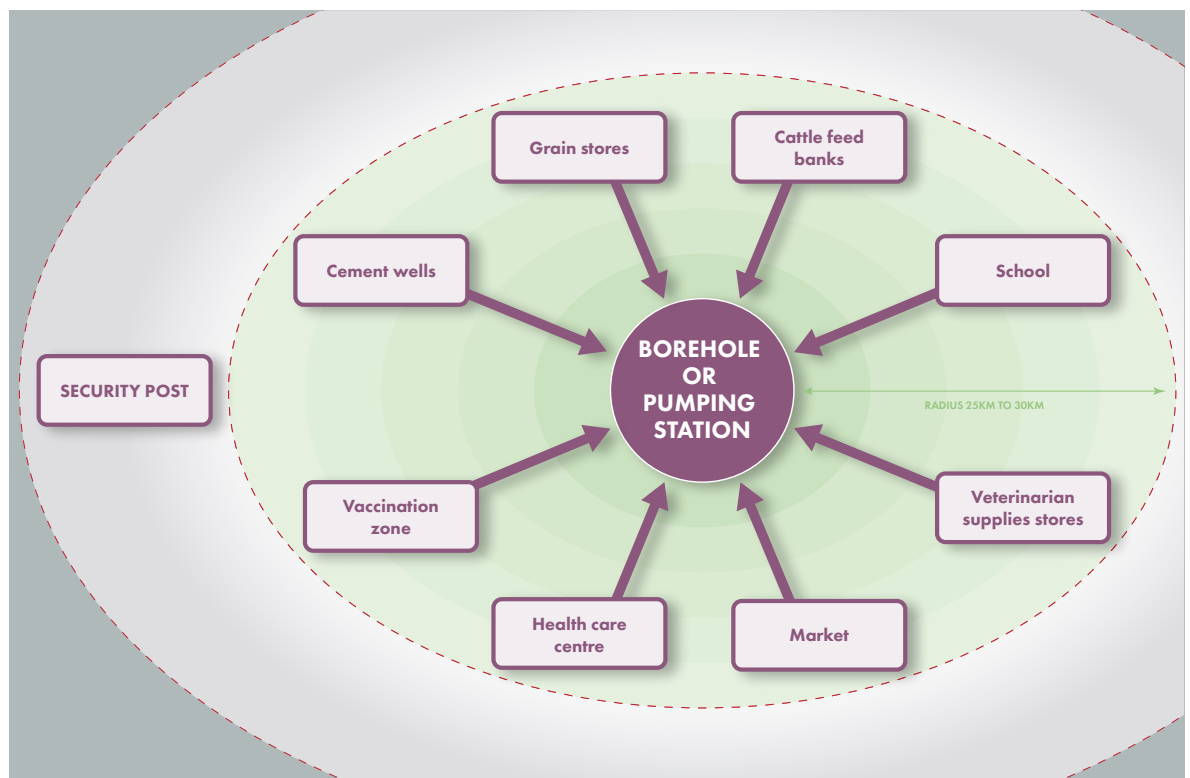 Grain stores
Cattle feed
banks
Cement wells
School
SECURITY POST
BOREHOLE
OR
PUMPING
STATION
RADIUS 25KM TO 30KM
Vaccination
zone
Veterinarian
supplies stores
Health care
centre
Market